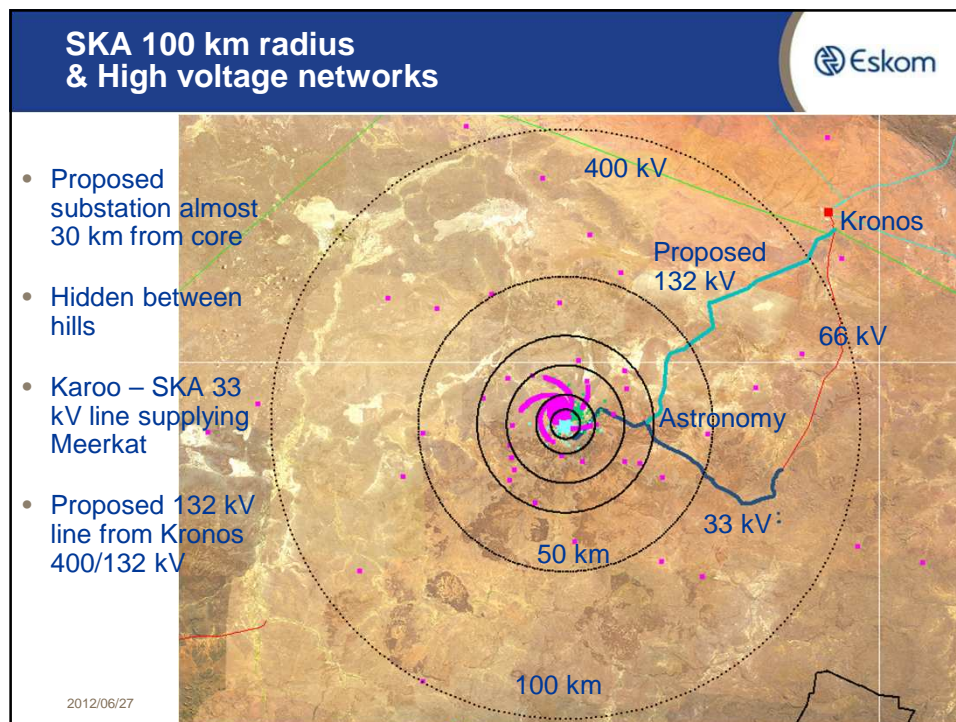 SKA 100 km radius
& High voltage networks
Eskom
• Proposed
substation almost
30 km from core
• Hidden between
hills
• Karoo – SKA 33
kV line supplying
Meerkat
• Proposed 132 kV
line from Kronos
400/132 kV
400 kV
Kronos
Proposed
132 kV
66 kV
Astronomy
33 kV
50 km
100 km
2012/06/27